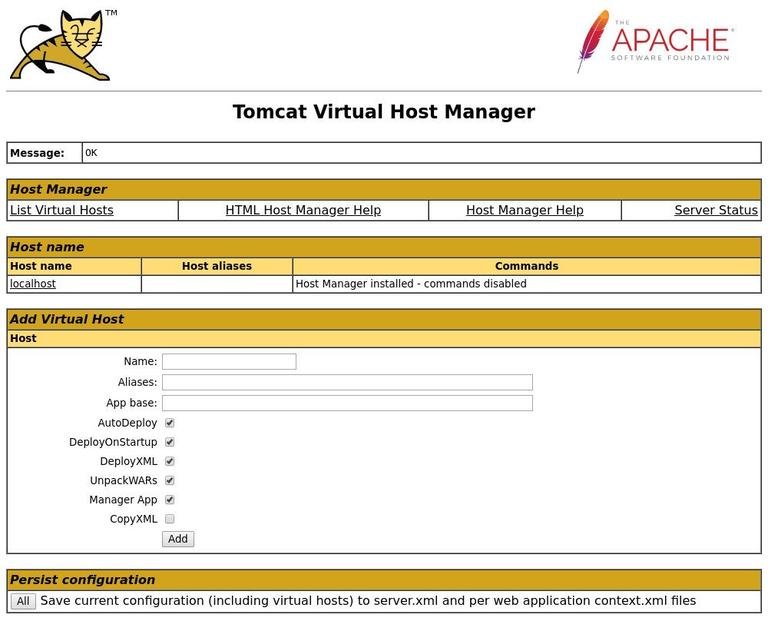 TM
THE
APACHE®
SOFTWARE FOUNDATION
Tomcat Virtual Host Manager
Message: OK
Host Manager
List Virtual Hosts HTML Host Manager Help Host Manager Help Server Status
Host name
Host name Host aliases Commands
localhost Host Manager installed - commands disabled
Add Virtual Host
Host
Name:
Aliases:
App base:
AutoDeploy
DeployOnStartup
DeployXML
UnpackWARs
Manager App
CopyXML
Add
Persist configuration
All Save current configuration (including virtual hosts) to server.xml and per web application context.xml files